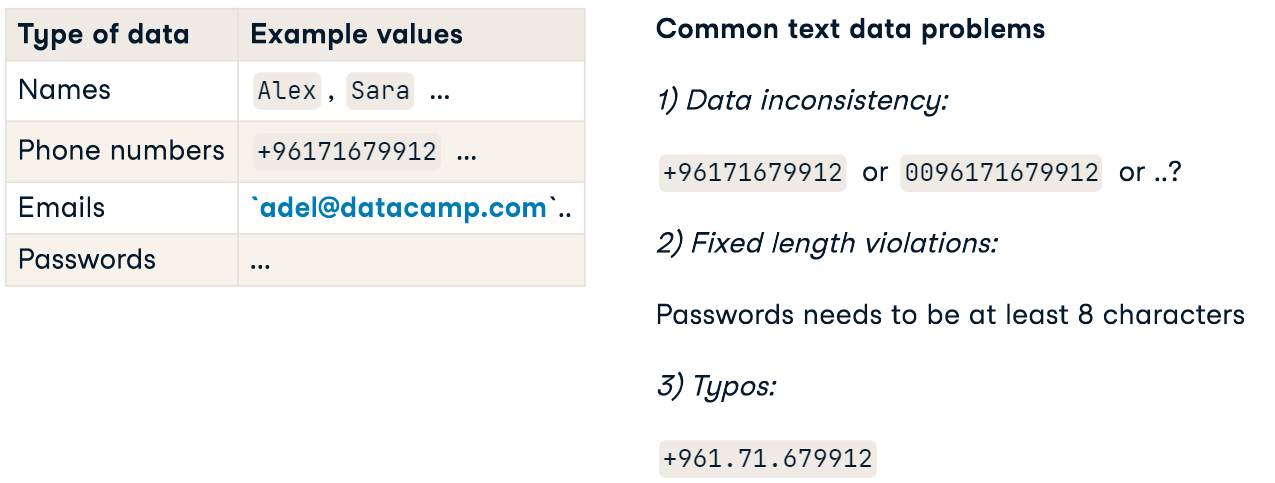 Type of data Example values
Names Alex, Sara ...
Phone numbers +96171679912 ...
Emails `adel@datacamp.com`..
Passwords ...
Common text data problems
1) Data inconsistency:
+96171679912 or 0096171679912 or ..?
2) Fixed length violations:
Passwords needs to be at least 8 characters
3) Typos:
+961.71.679912